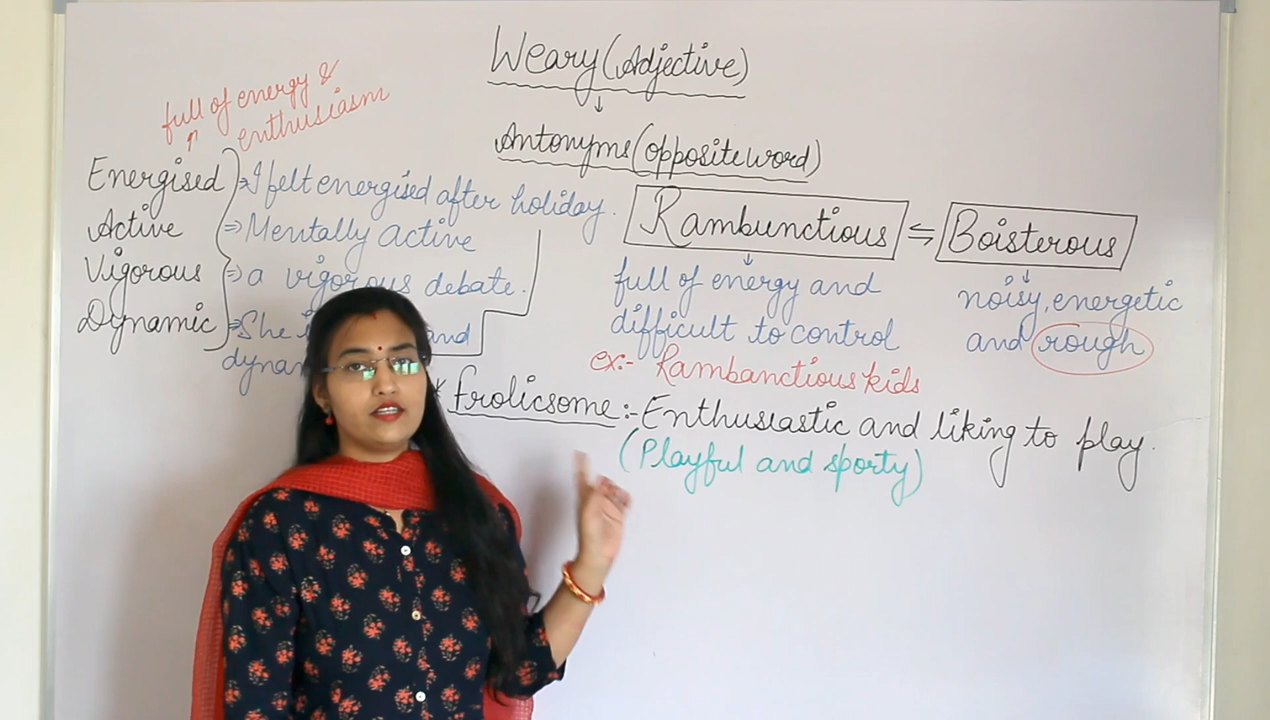 Weary (Adjective)
↓
Antonyms (opposite word)
full of energy &
enthusiasm
Energised ⇒ I felt energised after holiday.
Active ⇒ Mentally active
Vigorous ⇒ a vigorous debate.
Dynamic ⇒ She and
dynam
Rambunctious ⇆ Boisterous
full of energy and
difficult to control
ex:- Rambanctious kids
noisy, energetic
and rough
* frolicsome :- Enthusiastic and liking to play.
(Playful and sporty)